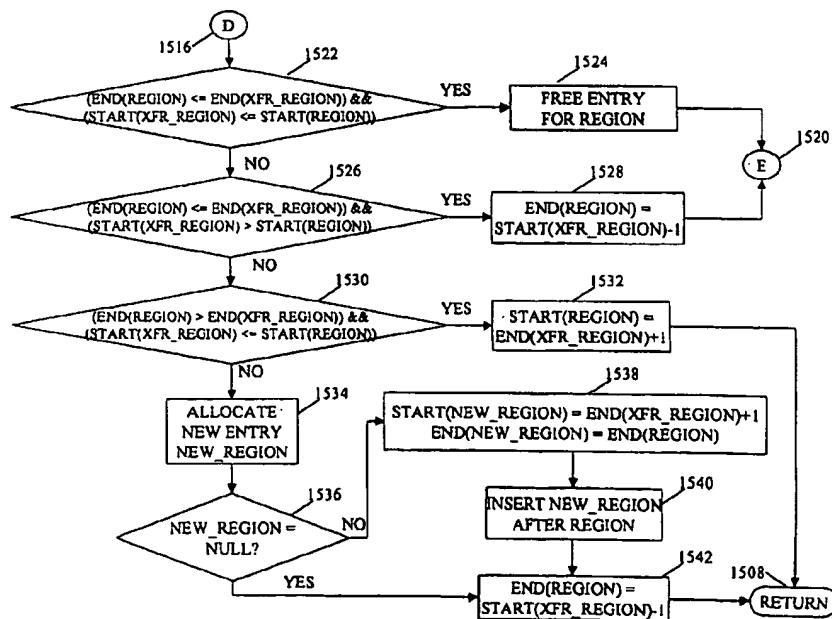 D
1516
1522
(END(REGION) <= END(XFR_REGION)) &&
(START(XFR_REGION) <= START(REGION))
YES
1524
FREE ENTRY
FOR REGION
1520
E
NO
1526
(END(REGION) <= END(XFR_REGION)) &&
(START(XFR_REGION) > START(REGION))
YES
1528
END(REGION) =
START(XFR_REGION)-1
NO
1530
(END(REGION) > END(XFR_REGION)) &&
(START(XFR_REGION) <= START(REGION))
YES
1532
START(REGION) =
END(XFR_REGION)+1
NO
1534
ALLOCATE
NEW ENTRY
NEW_REGION
1538
START(NEW_REGION) = END(XFR_REGION)+1
END(NEW_REGION) = END(REGION)
1536
NEW_REGION =
NULL?
NO
1540
INSERT NEW_REGION
AFTER REGION
YES
1542
END(REGION) =
START(XFR_REGION)-1
1508
RETURN